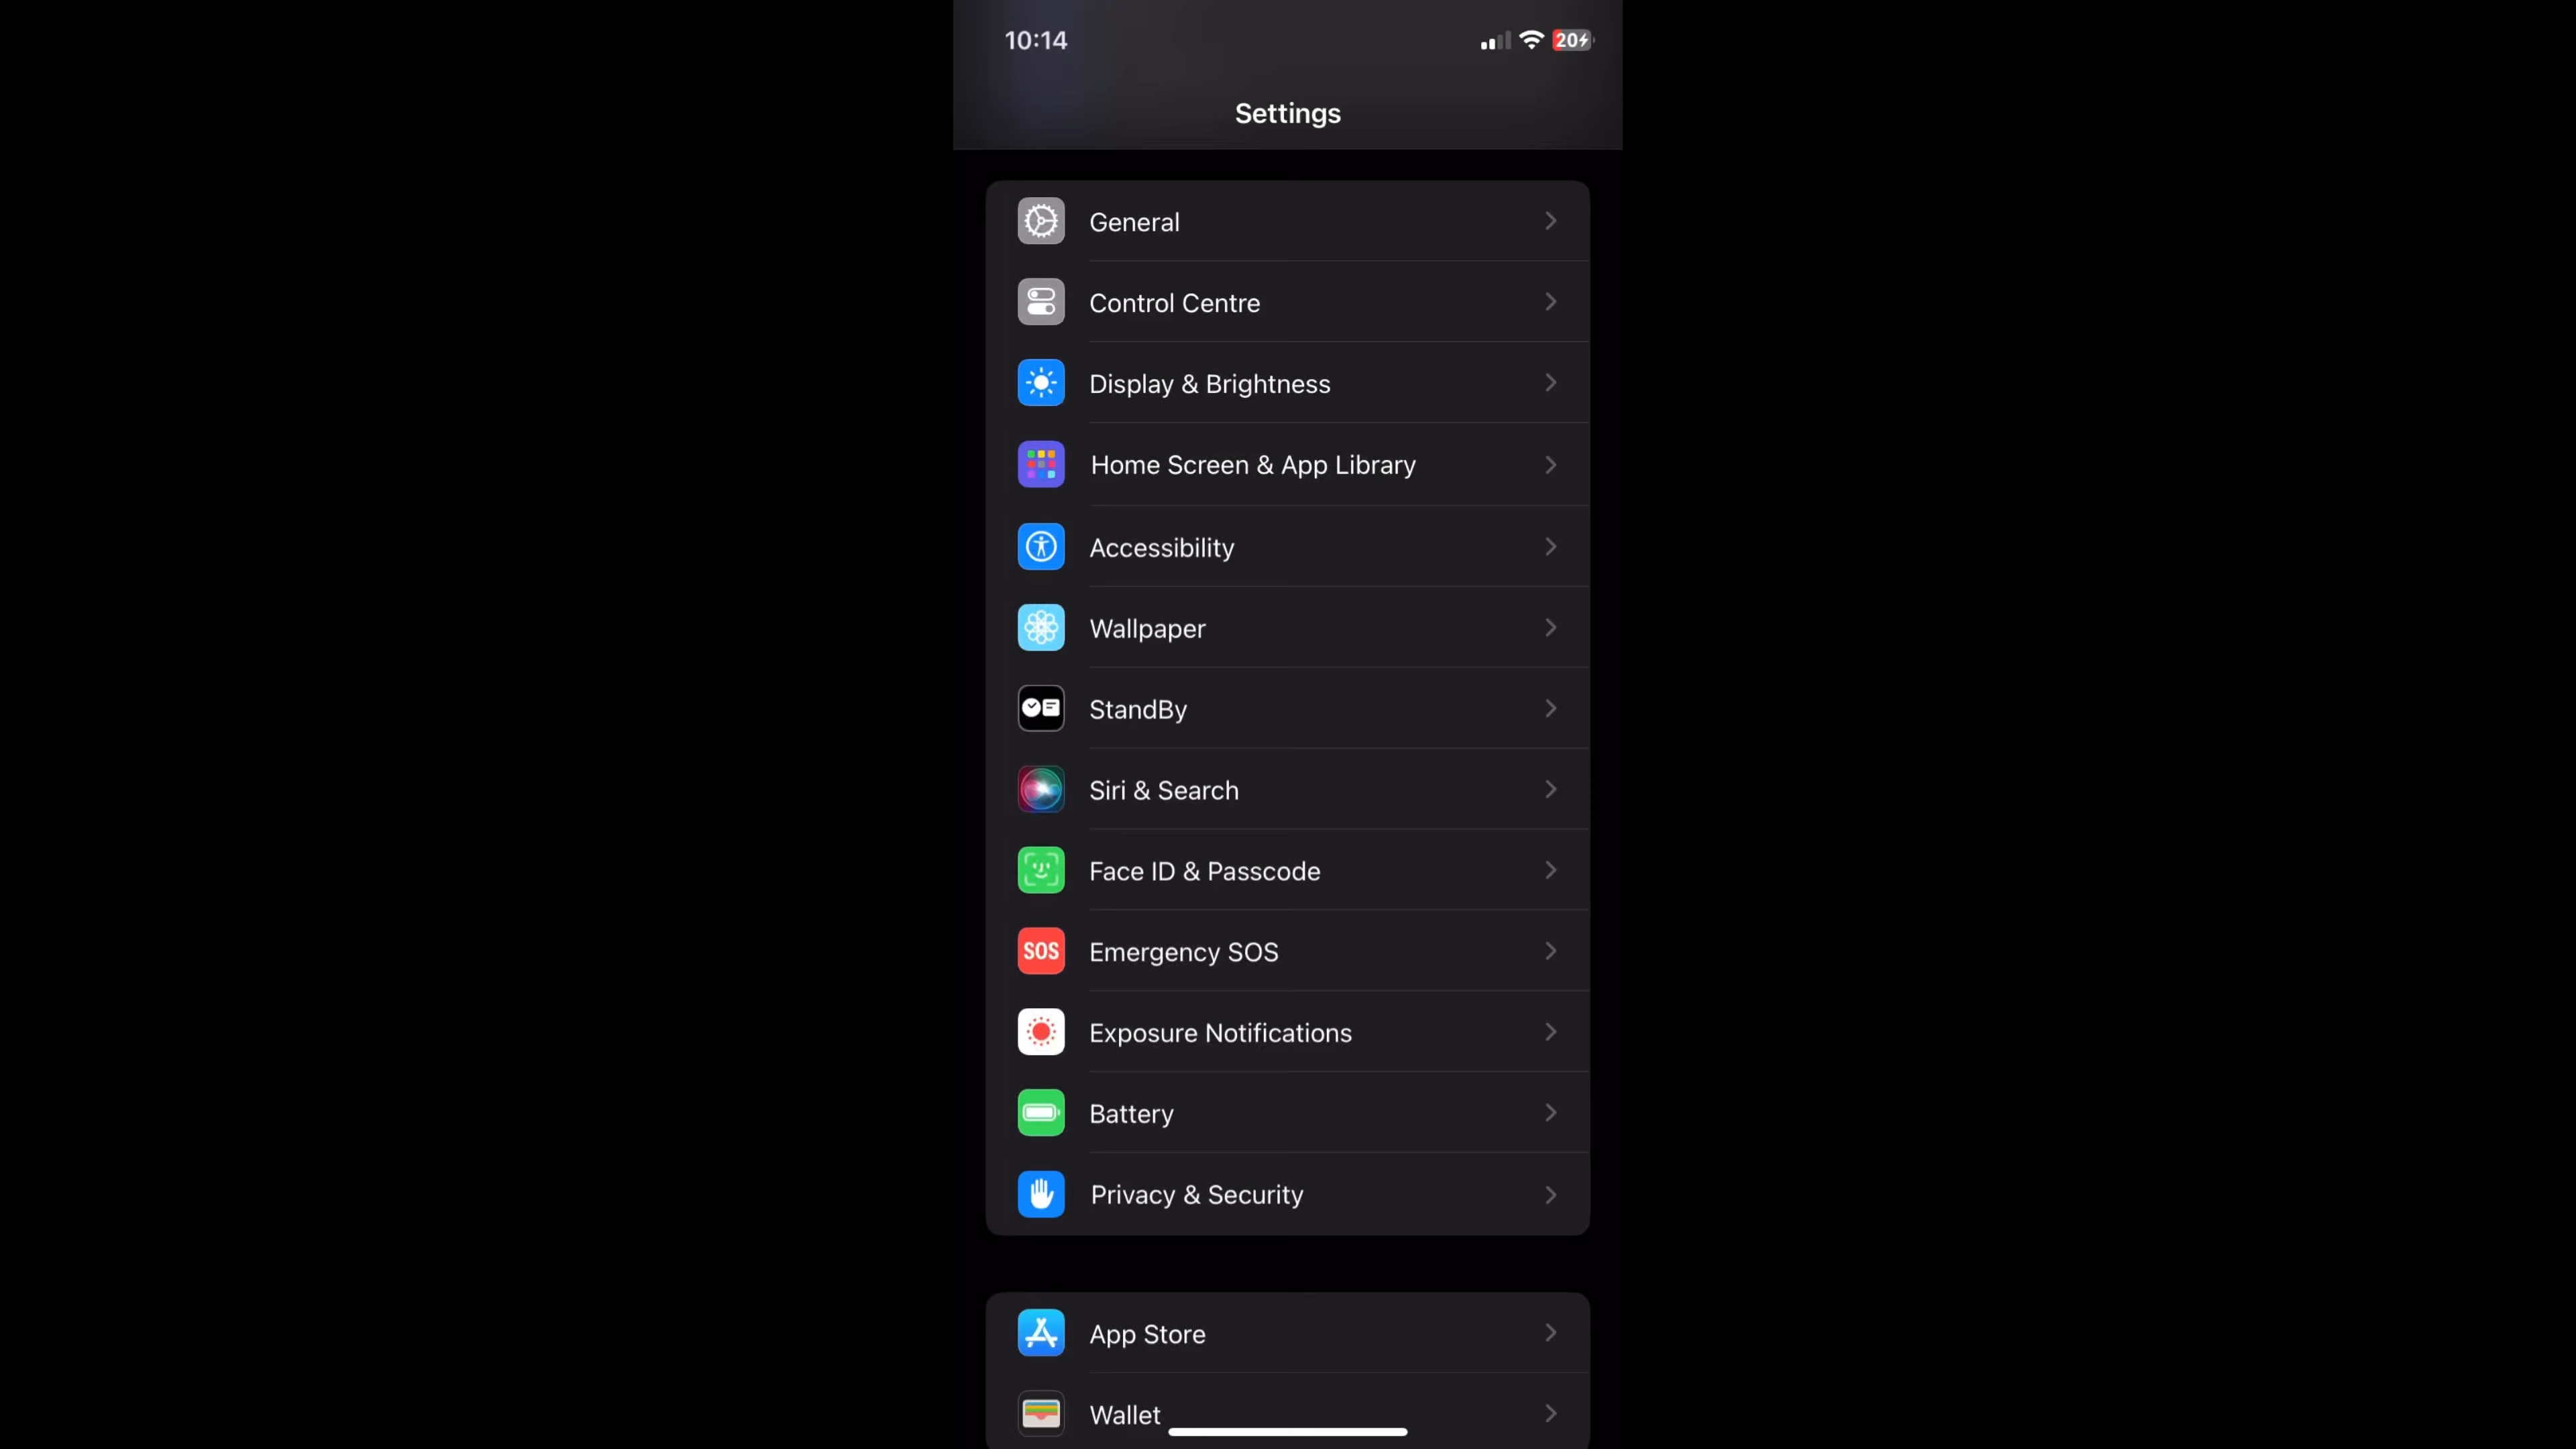 10:14
20
Settings
General
Control Centre
Display & Brightness
Home Screen & App Library
Accessibility
Wallpaper
StandBy
Siri & Search
Face ID & Passcode
SOS
Emergency SOS
Exposure Notifications
Battery
Privacy & Security
App Store
Wallet